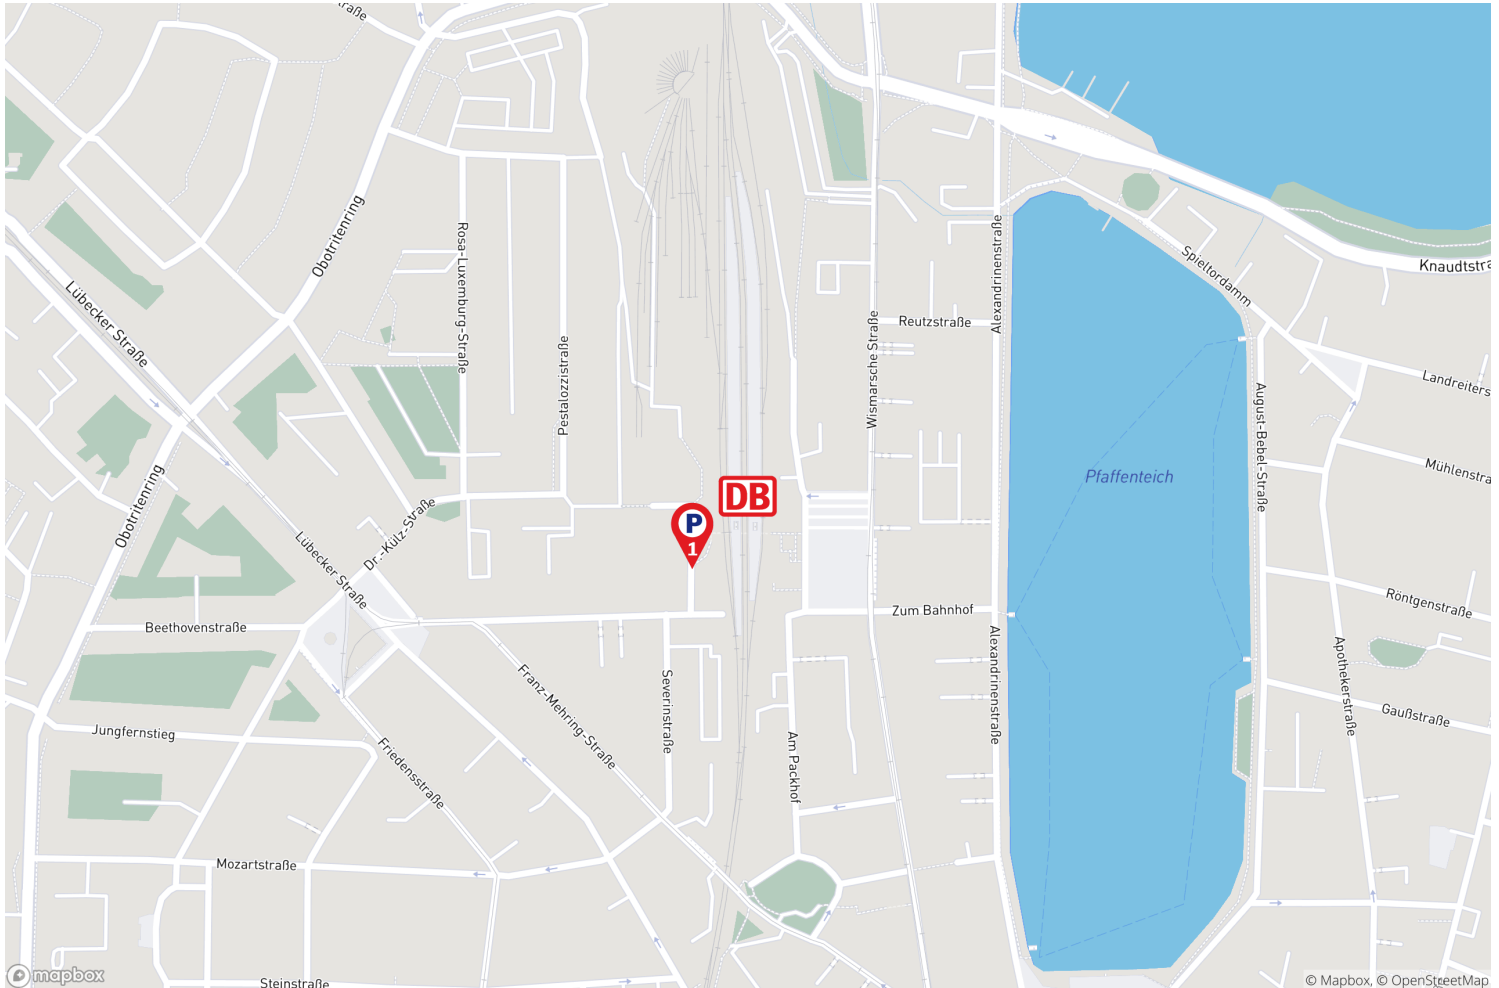 raße
Obotritenring
Lübecker Straße
Rosa-Luxemburg-Straße
Pestalozzistraße
Wismarsche Straße
Alexandrinenstraße
Reutzstraße
Spieltordamm
Knaudtstra
Landreiters
August-Bebel-Straße
Mühlenstra
Pfaffenteich
DB
P
1
Obotritenring
Dr.-Külz-Straße
Lübecker Straße
Beethovenstraße
Zum Bahnhof
Röntgenstraße
Apothekerstraße
Gaußstraße
Alexandrinenstraße
Severinstraße
Franz-Mehring-Straße
Jungfernstieg
Friedensstraße
Am Packhof
Mozartstraße
Steinstraße
mapbox
© Mapbox, © OpenStreetMap